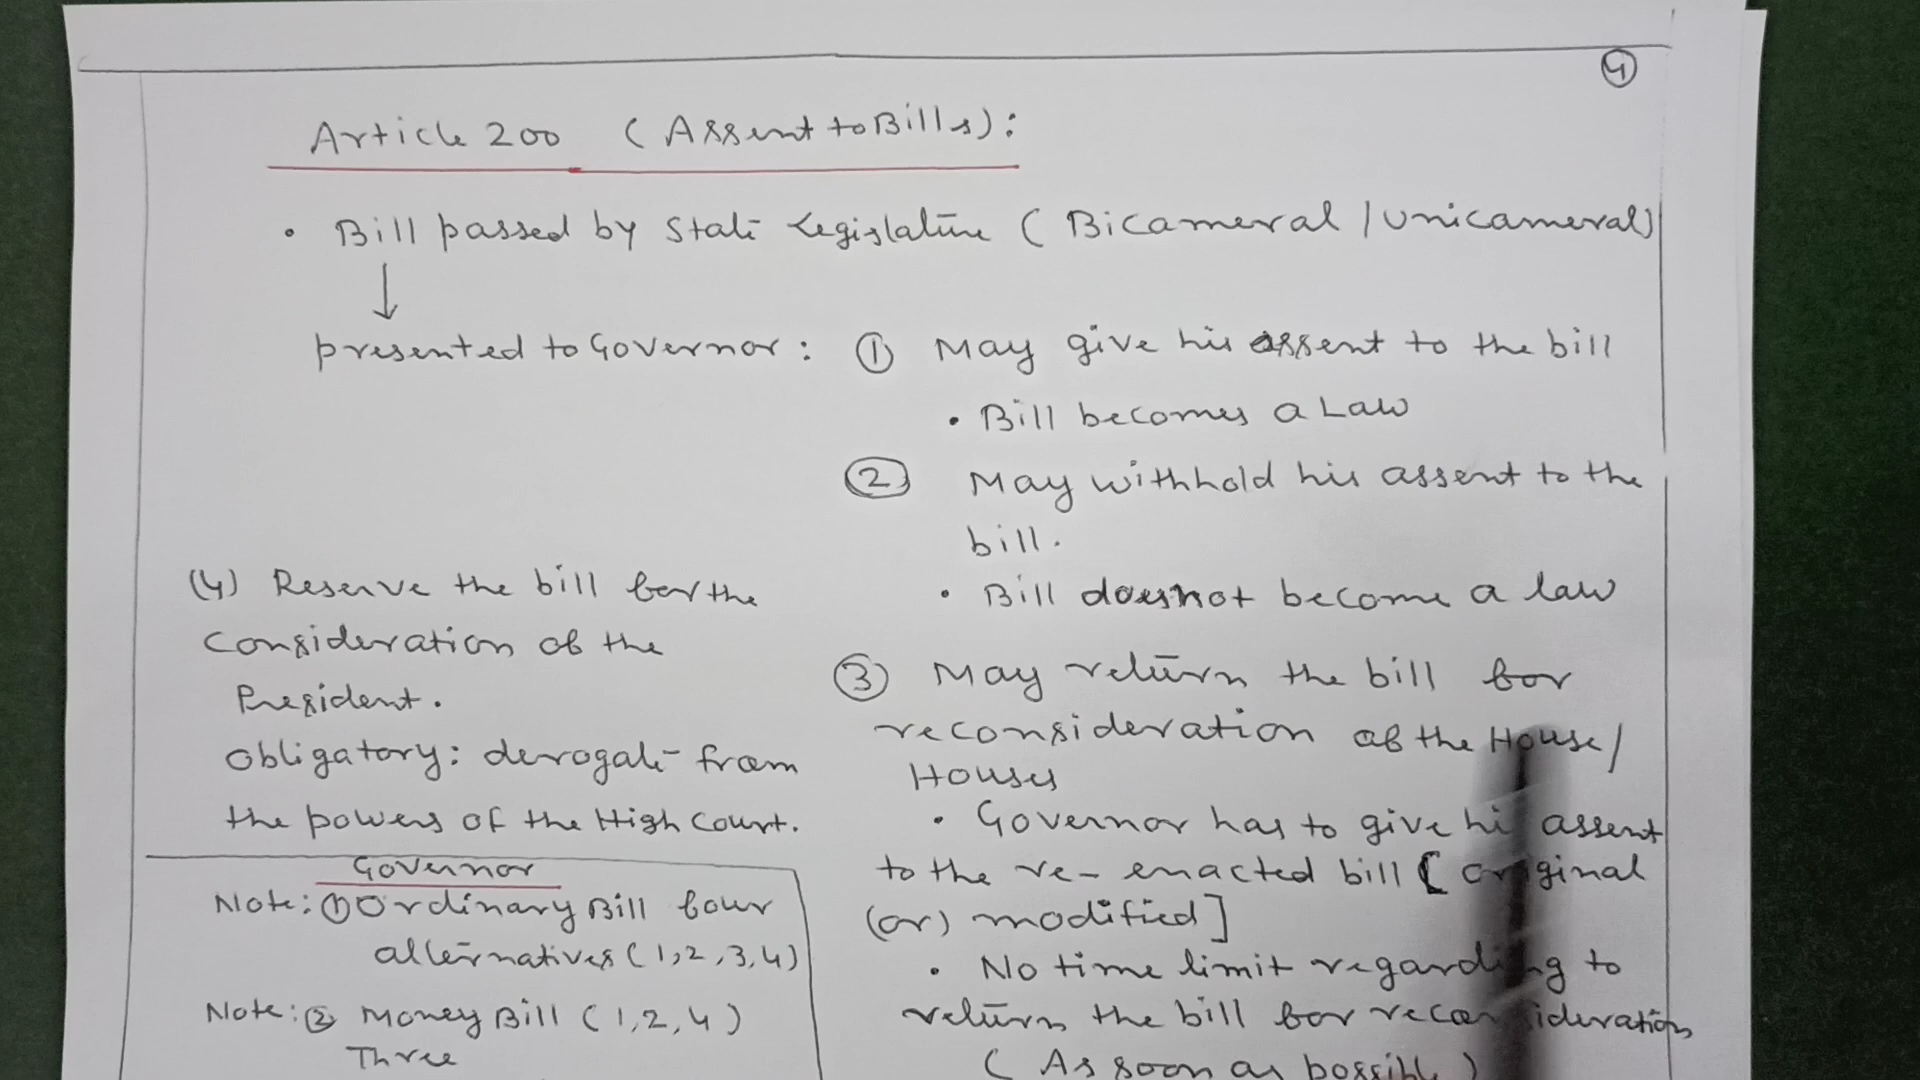 4
Article 200 (Assent to Bills):
• Bill passed by State Legislature (Bicameral / Unicameral)
↓
presented to Governor: ① May give his assent to the bill
• Bill becomes a Law
② May withhold his assent to the
bill.
• Bill does not become a law
③ May return the bill for
reconsideration of the House/
Houses
• Governor has to give his assent
to the re-enacted bill [original
(or) modified]
• No time limit regarding to
return the bill for reconsideration
(As soon as possible)
(4) Reserve the bill for the
consideration of the
President.
Obligatory: derogate from
the powers of the High Court.
Governor
Note: ① Ordinary Bill four
alternatives (1,2,3,4)
Note: ② Money Bill (1,2,4)
Three